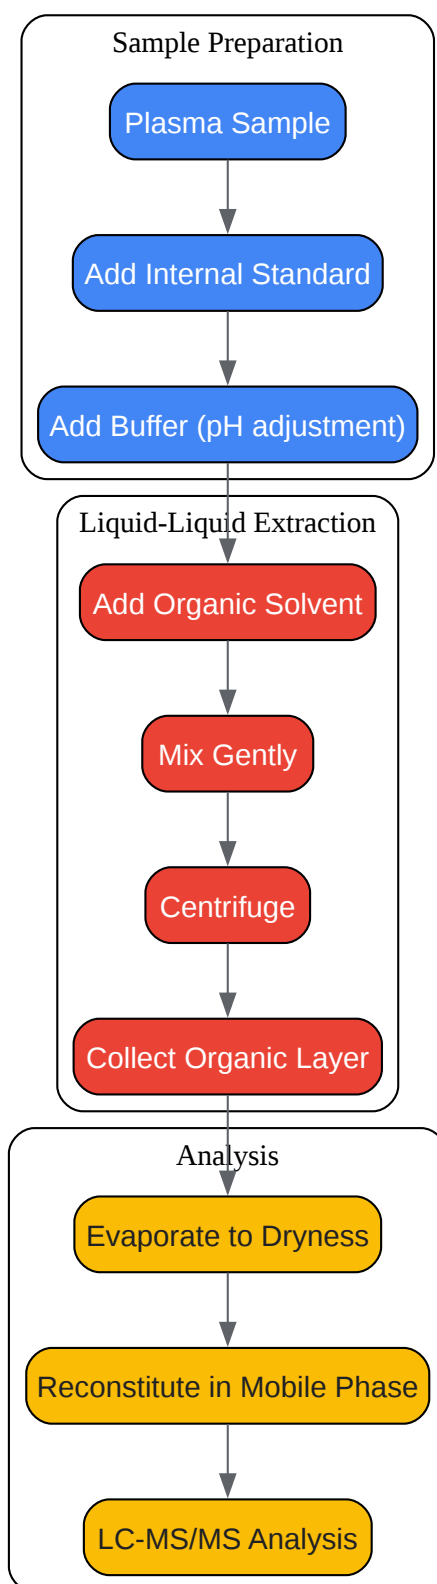 Sample Preparation
Plasma Sample
Add Internal Standard
Add Buffer (pH adjustment)
Liquid-Liquid Extraction
Add Organic Solvent
Mix Gently
Centrifuge
Collect Organic Layer
Analysis
Evaporate to Dryness
Reconstitute in Mobile Phase
LC-MS/MS Analysis